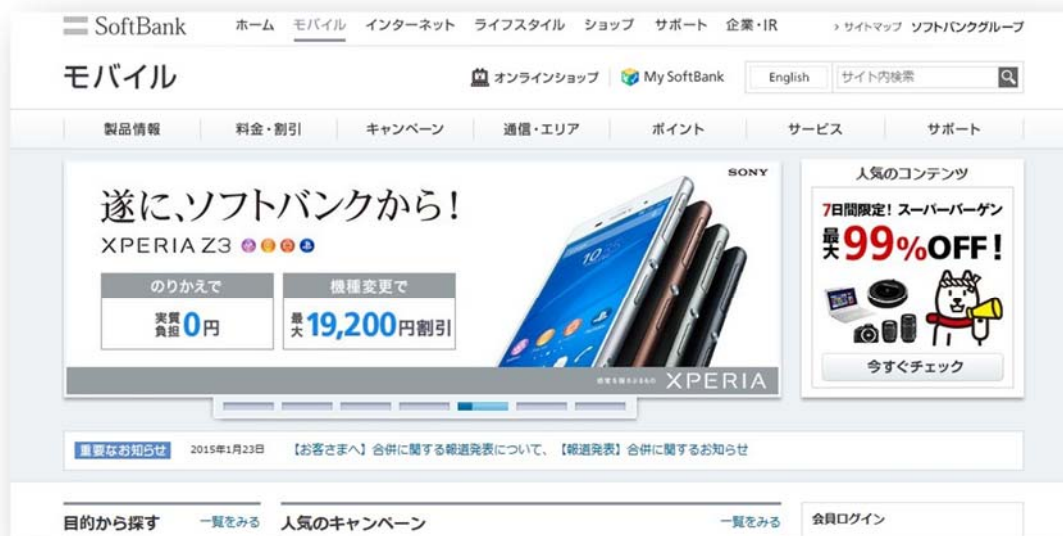 SoftBank ホーム モバイル インターネット ライフスタイル ショップ サポート 企業・IR › サイトマップ ソフトバンクグループ
モバイル オンラインショップ My SoftBank English サイト内検索
製品情報 料金・割引 キャンペーン 通信・エリア ポイント サービス サポート
SONY
遂に、ソフトバンクから!
XPERIA Z3
のりかえで
実質負担0円
機種変更で
最大19,200円割引
10
XPERIA
人気のコンテンツ
7日間限定! スーパーバーゲン
最大99%OFF!
今すぐチェック
重要なお知らせ 2015年1月23日 【お客さまへ】合併に関する報道発表について、【報道発表】合併に関するお知らせ
目的から探す 一覧をみる 人気のキャンペーン 一覧をみる 会員ログイン